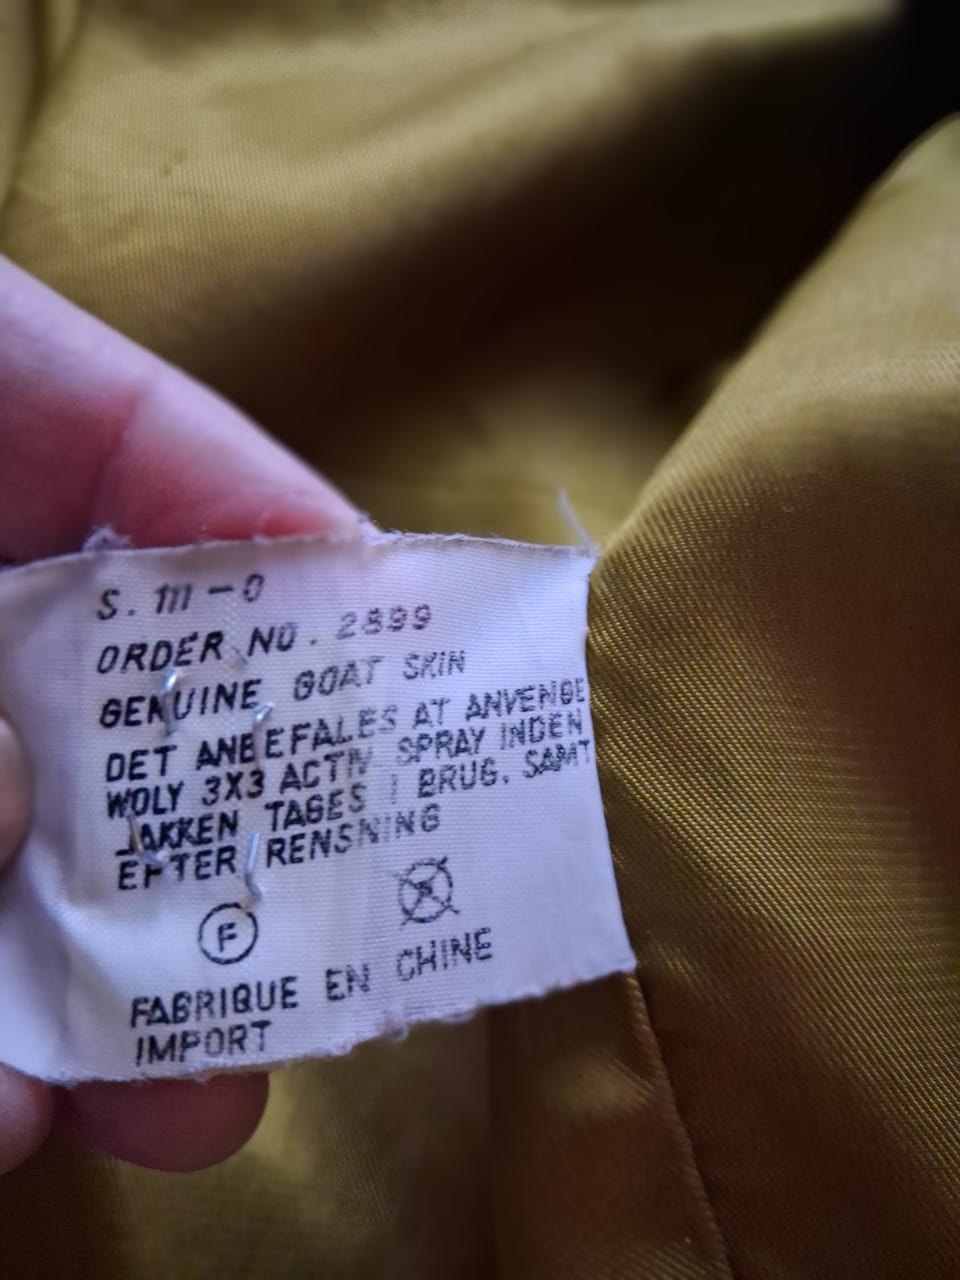 S. 111 - 0
ORDER NO. 2899
GENUINE GOAT SKIN
DET ANBEFALES AT ANVENGE
WOLY 3X3 ACTIV SPRAY INDEN
JAKKEN TAGES I BRUG. SAMT
EFTER RENSNING
F
FABRIQUE EN CHINE
IMPORT